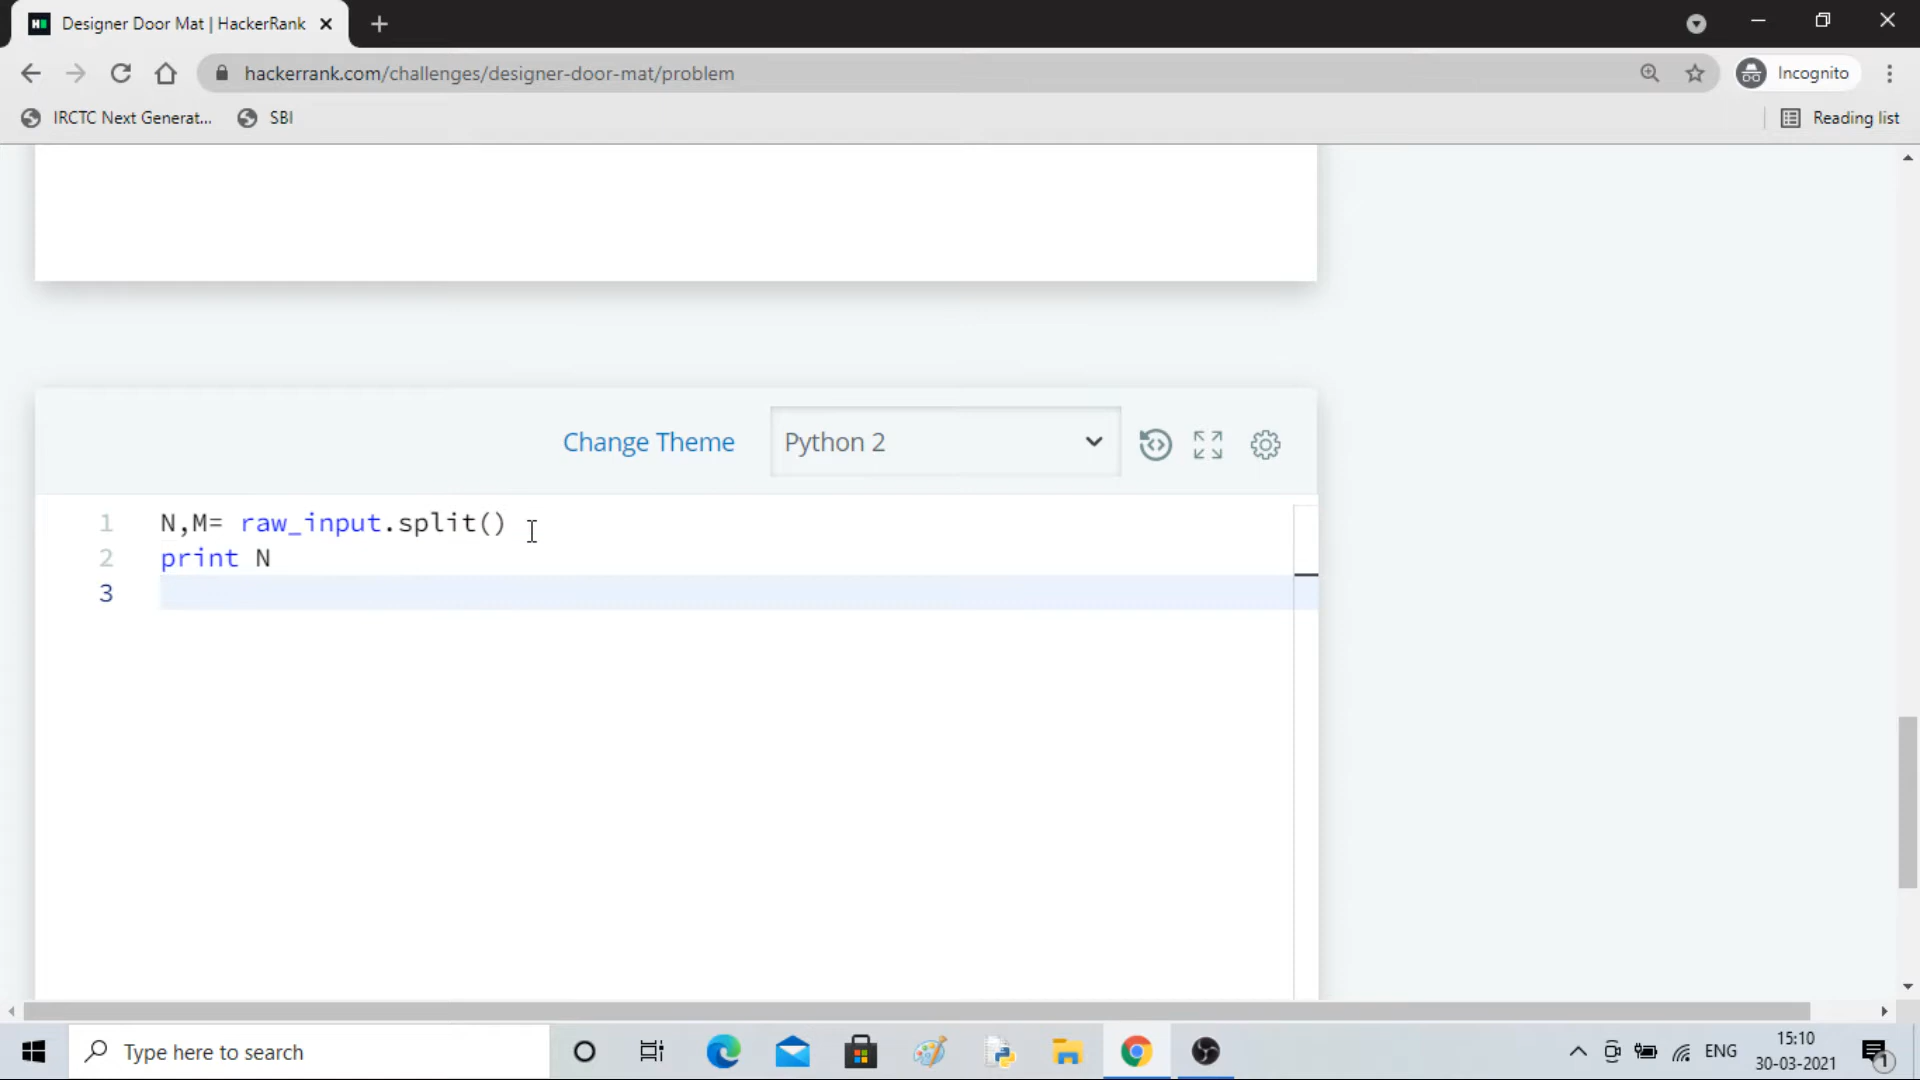 Designer Door Mat | HackerRank
hackerrank.com/challenges/designer-door-mat/problem
Incognito
IRCTC Next Generat...
SBI
Reading list
Change Theme
Python 2
1 N,M= raw_input.split()
2 print N
3
Type here to search
ENG
15:10
30-03-2021
1